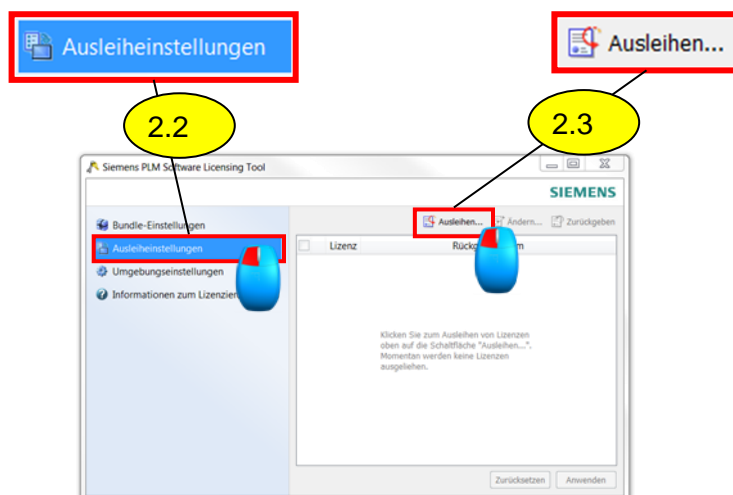 Ausleiheinstellungen
Ausleihen...
2.2
2.3
Siemens PLM Software Licensing Tool
SIEMENS
Ausleihen...
Ändern...
Zurückgeben
Bundle-Einstellungen
Ausleiheinstellungen
Umgebungseinstellungen
Informationen zum
Lizenz
Klicken Sie zum Ausleihen von Lizenzen
oben auf die Schaltfläche "Ausleihen...".
Momentan werden keine Lizenzen
ausgeliehen.
Zurücksetzen
Anwenden